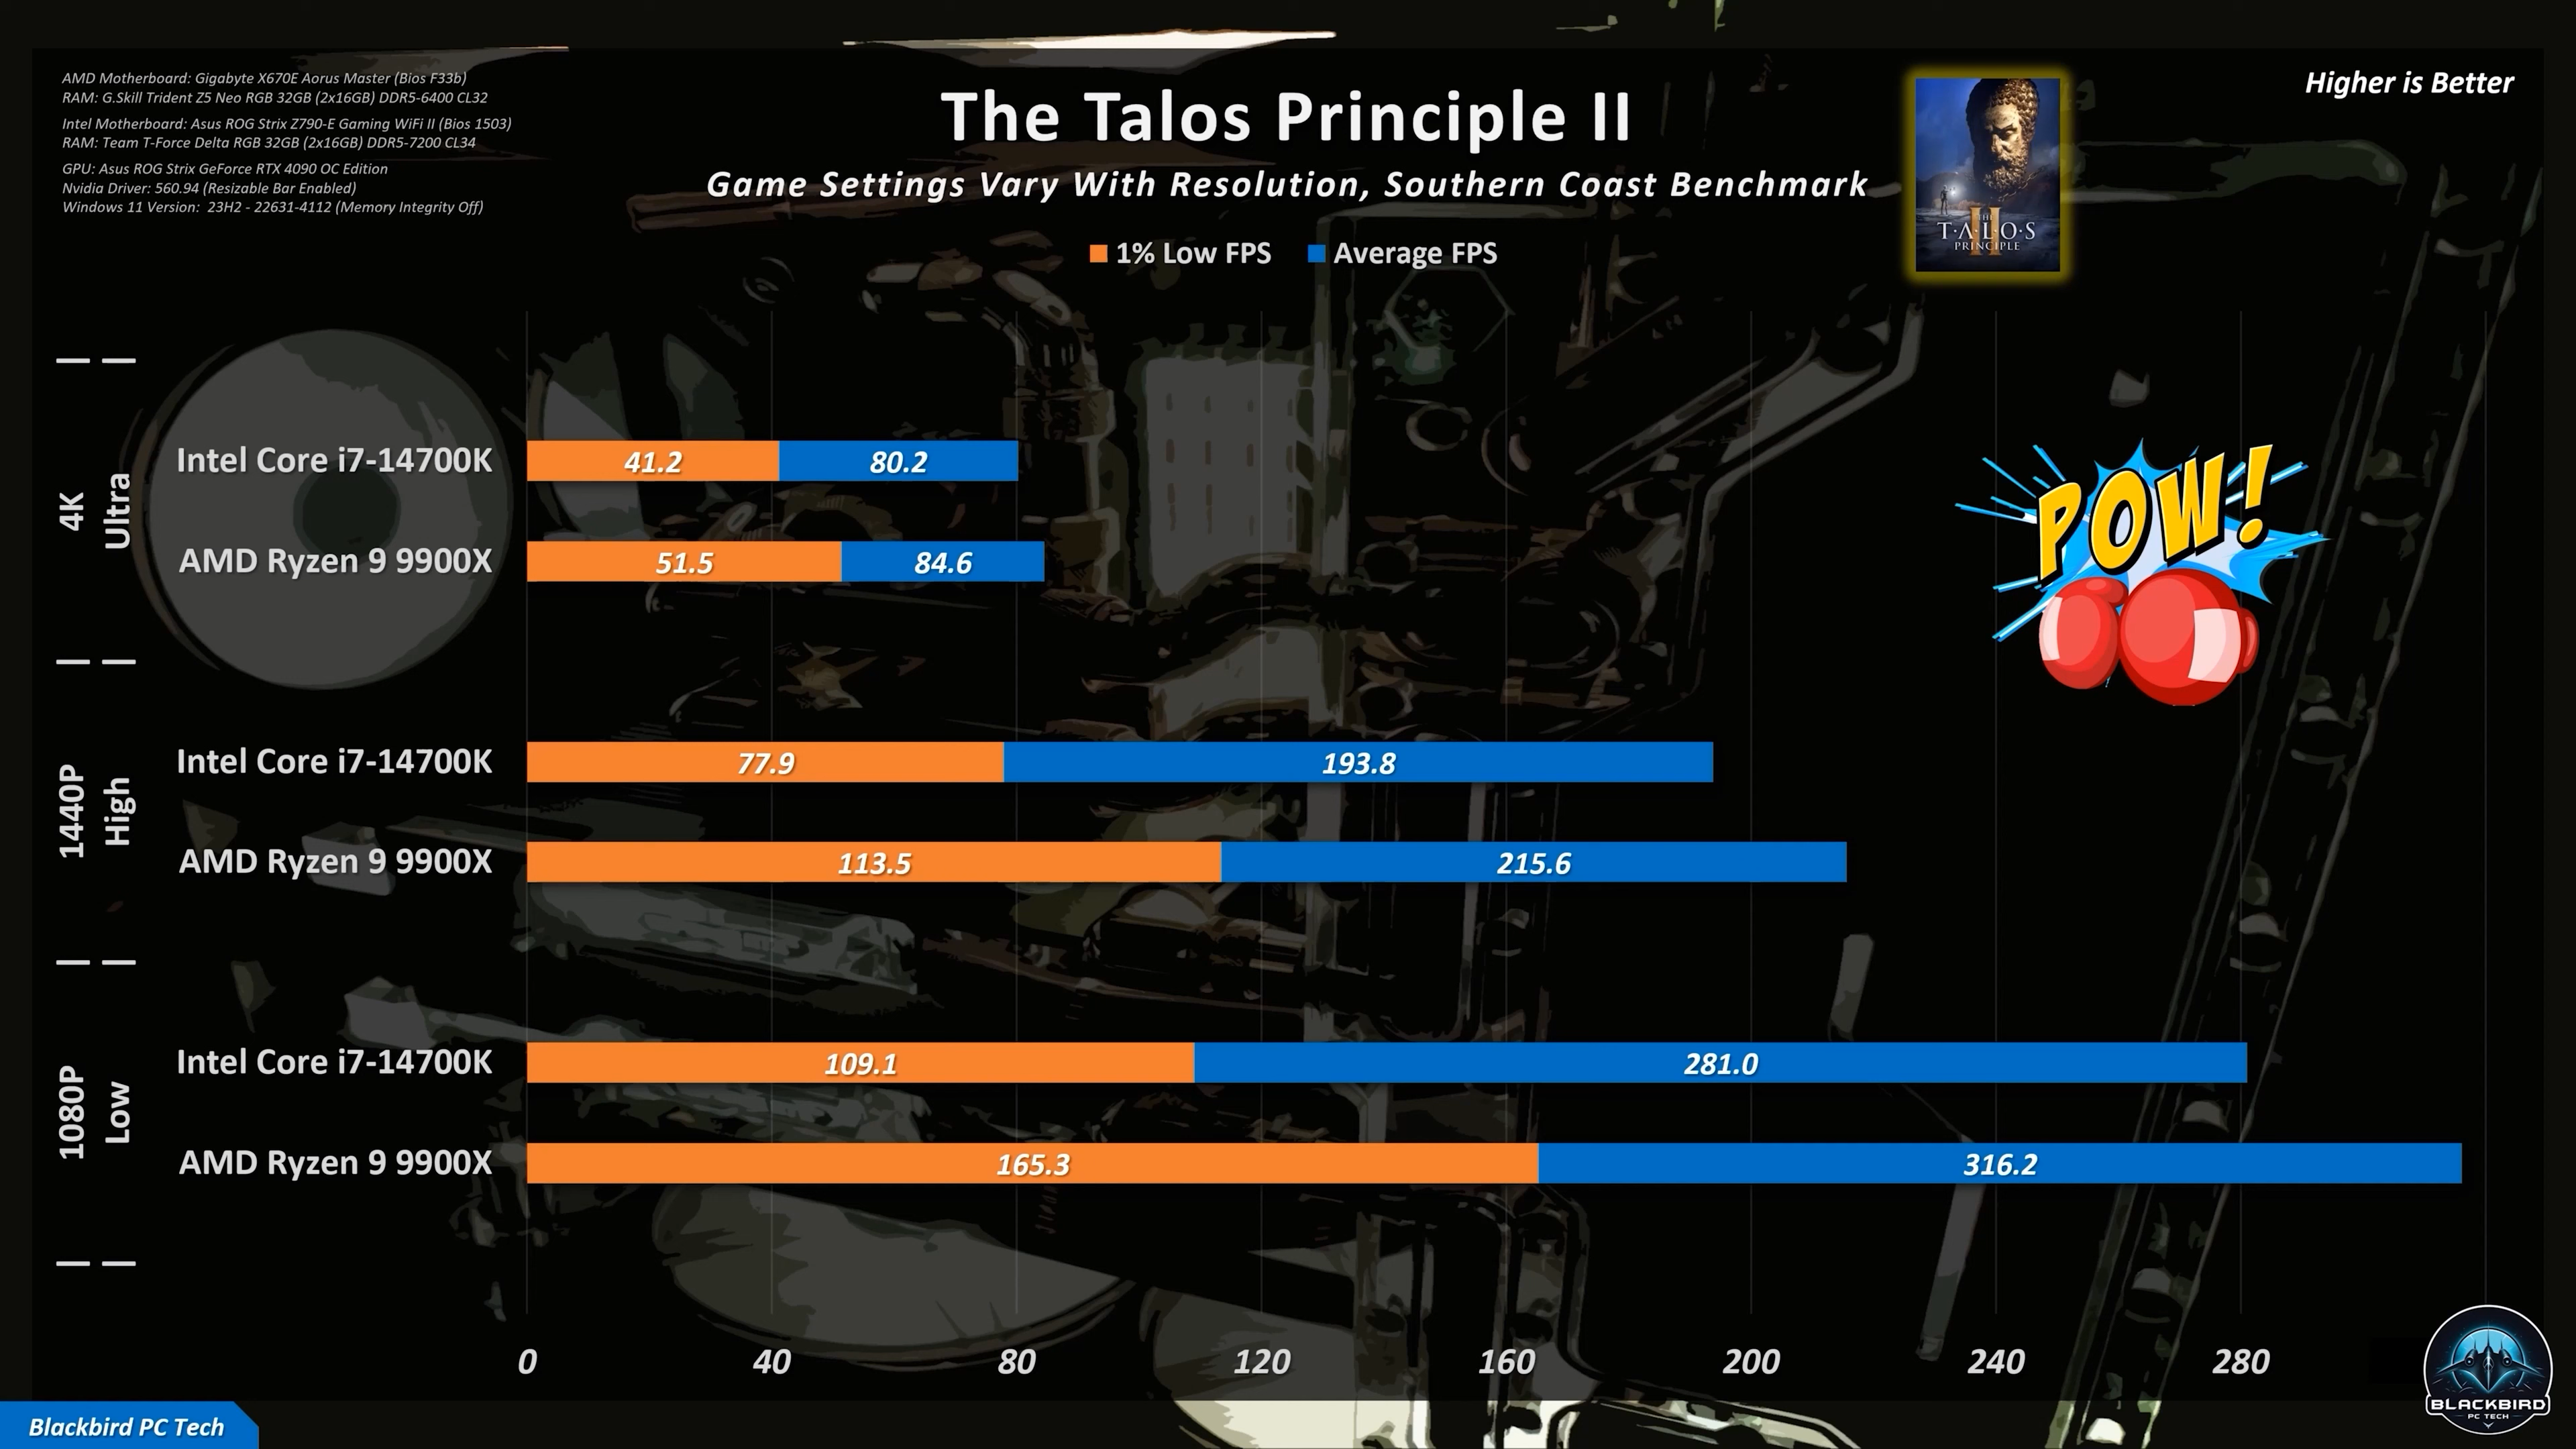 AMD Motherboard: Gigabyte X670E Aorus Master (Bios F33b)
RAM: G.Skill Trident Z5 Neo RGB 32GB (2x16GB) DDR5-6400 CL32
Intel Motherboard: Asus ROG Strix Z790-E Gaming WiFi II (Bios 1503)
RAM: Team T-Force Delta RGB 32GB (2x16GB) DDR5-7200 CL34
GPU: Asus ROG Strix GeForce RTX 4090 OC Edition
Nvidia Driver: 560.94 (Resizable Bar Enabled)
Windows 11 Version: 23H2 - 22631-4112 (Memory Integrity Off)
The Talos Principle II
Game Settings Vary With Resolution, Southern Coast Benchmark
1% Low FPS
Average FPS
II
THE
T·A·L·O·S
PRINCIPLE
Higher is Better
4K
Ultra
Intel Core i7-14700K
41.2
80.2
AMD Ryzen 9 9900X
51.5
84.6
POW!
1440P
High
Intel Core i7-14700K
77.9
193.8
AMD Ryzen 9 9900X
113.5
215.6
1080P
Low
Intel Core i7-14700K
109.1
281.0
AMD Ryzen 9 9900X
165.3
316.2
0
40
80
120
160
200
240
280
Blackbird PC Tech
BLACKBIRD
PC TECH